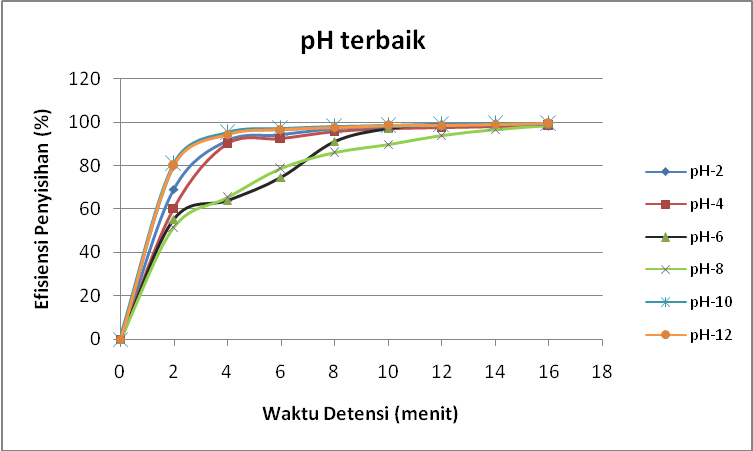 pH terbaik
Efisiensi Penyisihan (%)
120
100
80
60
40
20
0
0 2 4 6 8 10 12 14 16 18
Waktu Detensi (menit)
pH-2
pH-4
pH-6
pH-8
pH-10
pH-12